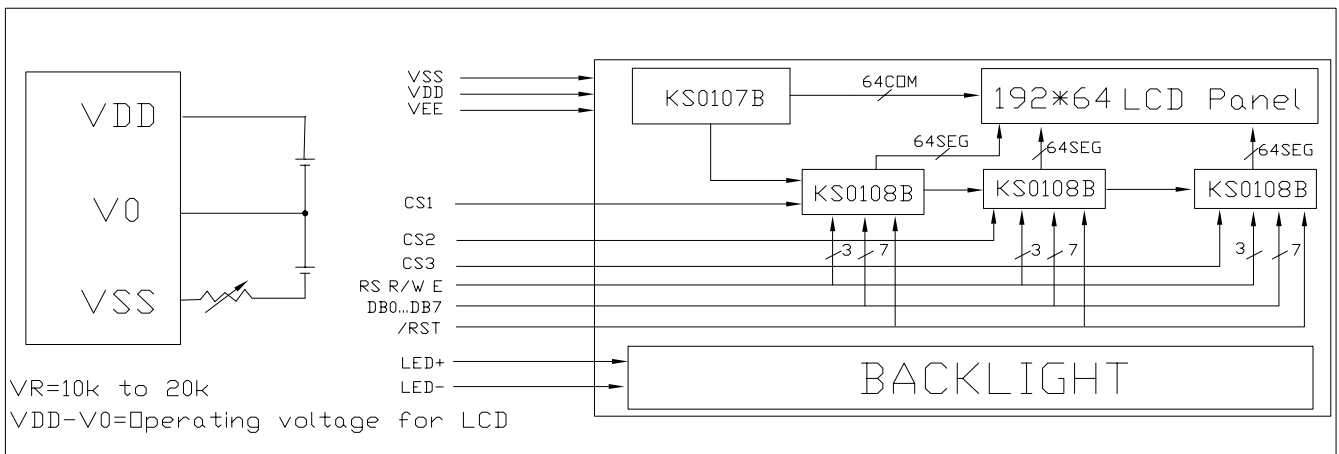 VDD
V0
VSS
VR=10k to 20k
VDD-V0=Operating voltage for LCD
VSS
VDD
VEE
CS1
CS2
CS3
RS R/W E
DB0...DB7
/RST
LED+
LED-
KS0107B
64COM
192*64 LCD Panel
64SEG
64SEG
64SEG
KS0108B
KS0108B
KS0108B
3
7
3
7
3
7
BACKLIGHT